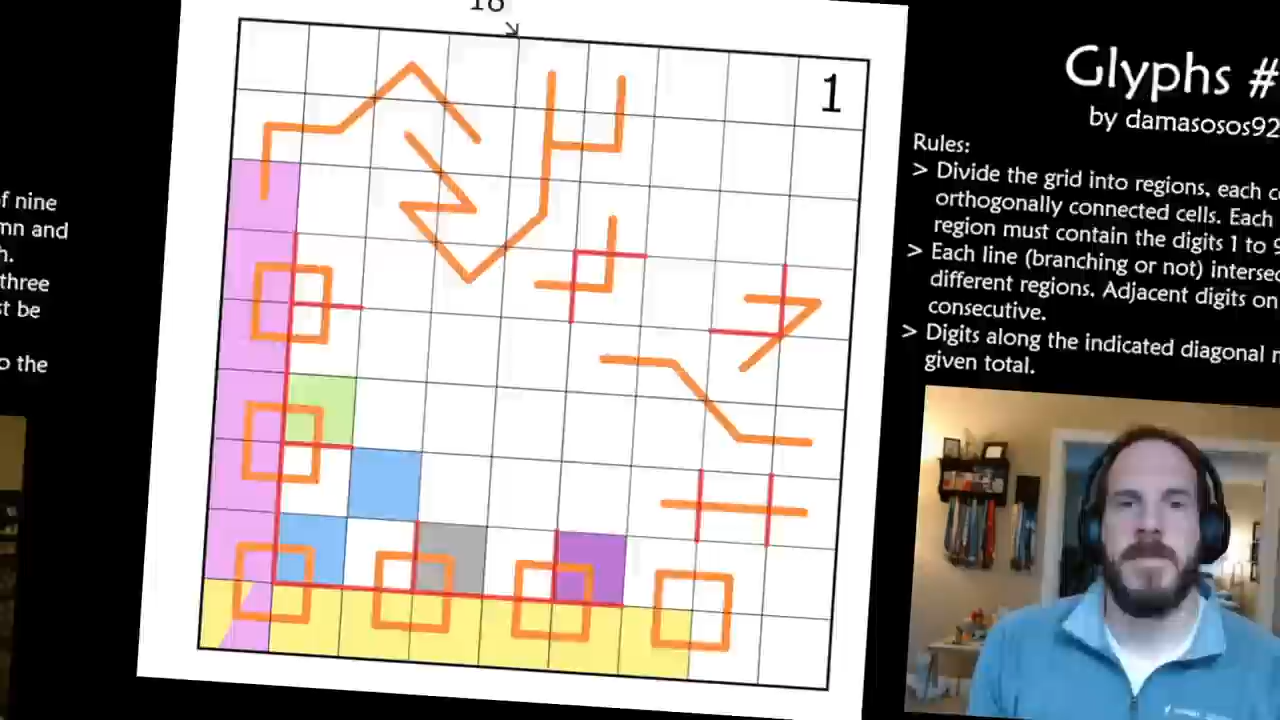 18
1
Glyphs #
by damasosos92
Rules:
> Divide the grid into regions, each c
orthogonally connected cells. Each
region must contain the digits 1 to 9
> Each line (branching or not) interse
different regions. Adjacent digits on
consecutive.
> Digits along the indicated diagonal
given total.
of nine
mn and
h.
three
st be
o the